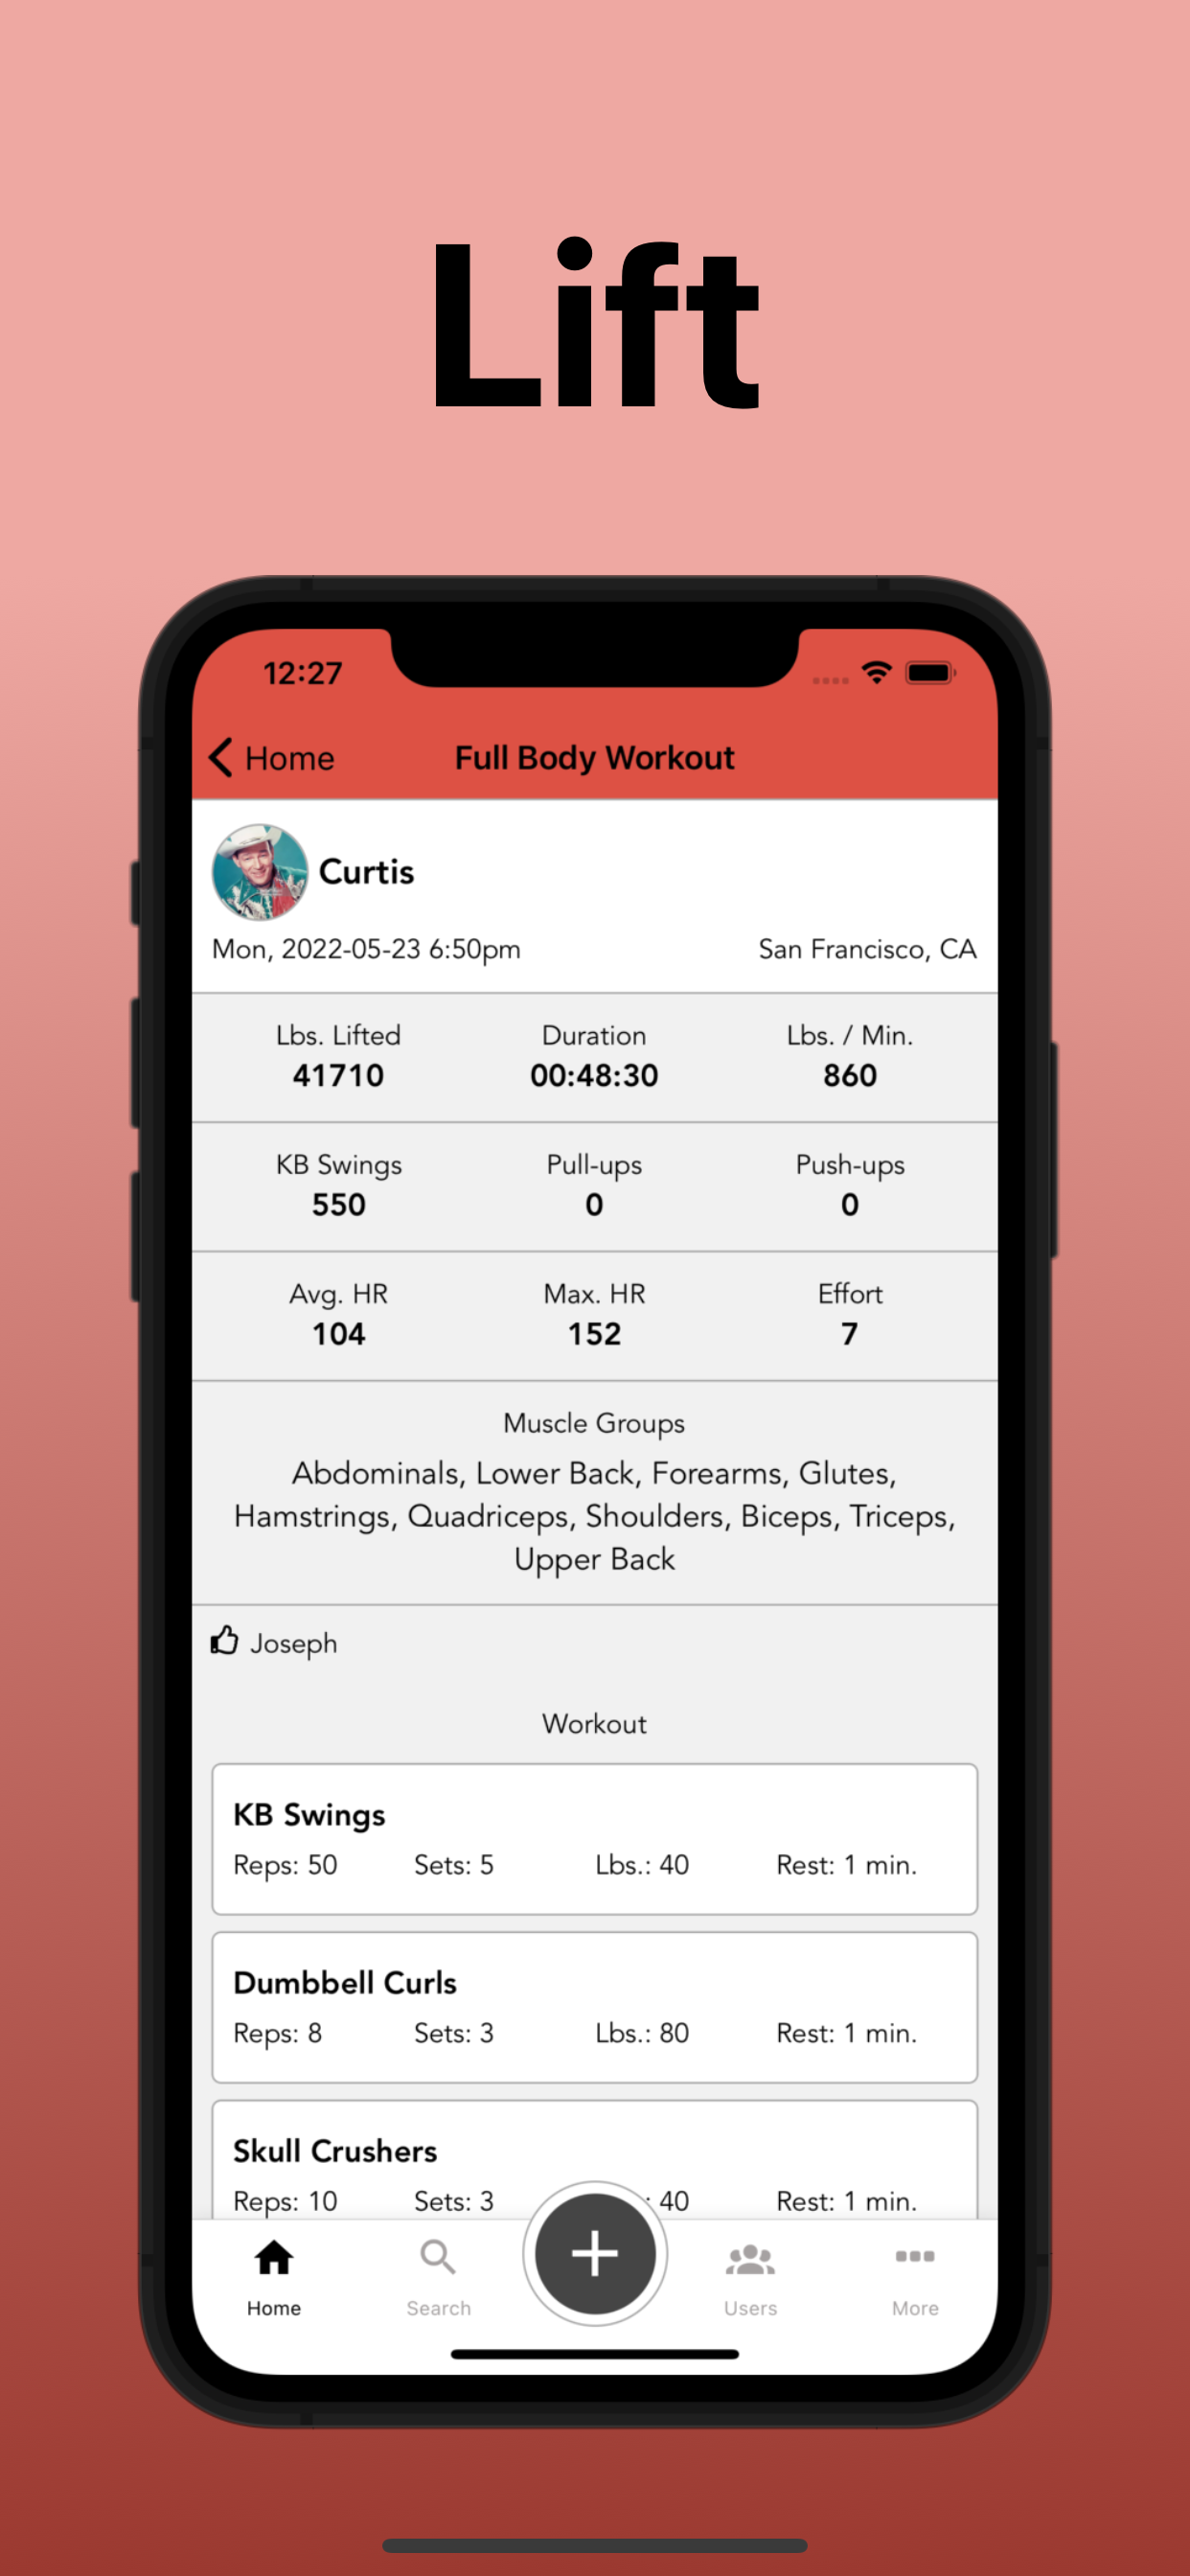 Lift
12:27
Home Full Body Workout
Curtis
Mon, 2022-05-23 6:50pm San Francisco, CA
Lbs. Lifted Duration Lbs. / Min.
41710 00:48:30 860
KB Swings Pull-ups Push-ups
550 0 0
Avg. HR Max. HR Effort
104 152 7
Muscle Groups
Abdominals, Lower Back, Forearms, Glutes,
Hamstrings, Quadriceps, Shoulders, Biceps, Triceps,
Upper Back
Joseph
Workout
KB Swings
Reps: 50 Sets: 5 Lbs.: 40 Rest: 1 min.
Dumbbell Curls
Reps: 8 Sets: 3 Lbs.: 80 Rest: 1 min.
Skull Crushers
Reps: 10 Sets: 3 : 40 Rest: 1 min.
Home Search Users More